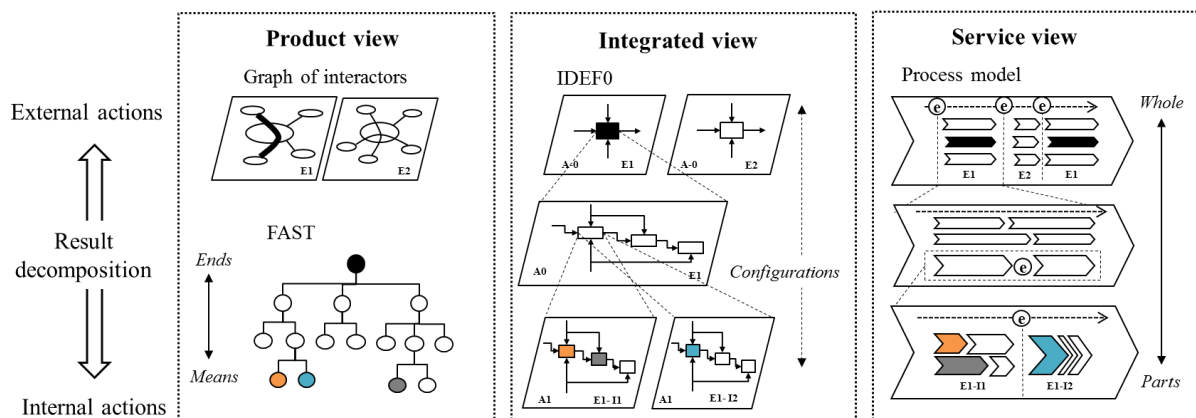 External actions
Result
decomposition
Internal actions
Product view
Graph of interactors
E1
E2
FAST
Ends
Means
Integrated view
IDEF0
A-0
E1
A-0
E2
A0
E1
Configurations
A1
E1- I1
A1
E1- I2
Service view
Process model
e
e
e
E1
E2
E1
e
e
E1-I1
E1-I2
Whole
Parts